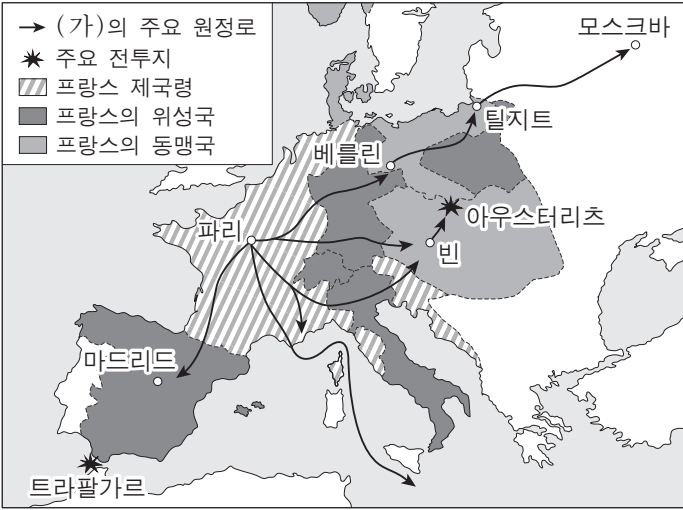 (가)의 주요 원정로
주요 전투지
프랑스 제국령
프랑스의 위성국
프랑스의 동맹국
모스크바
틸지트
베를린
아우스터리츠
파리
빈
마드리드
트라팔가르